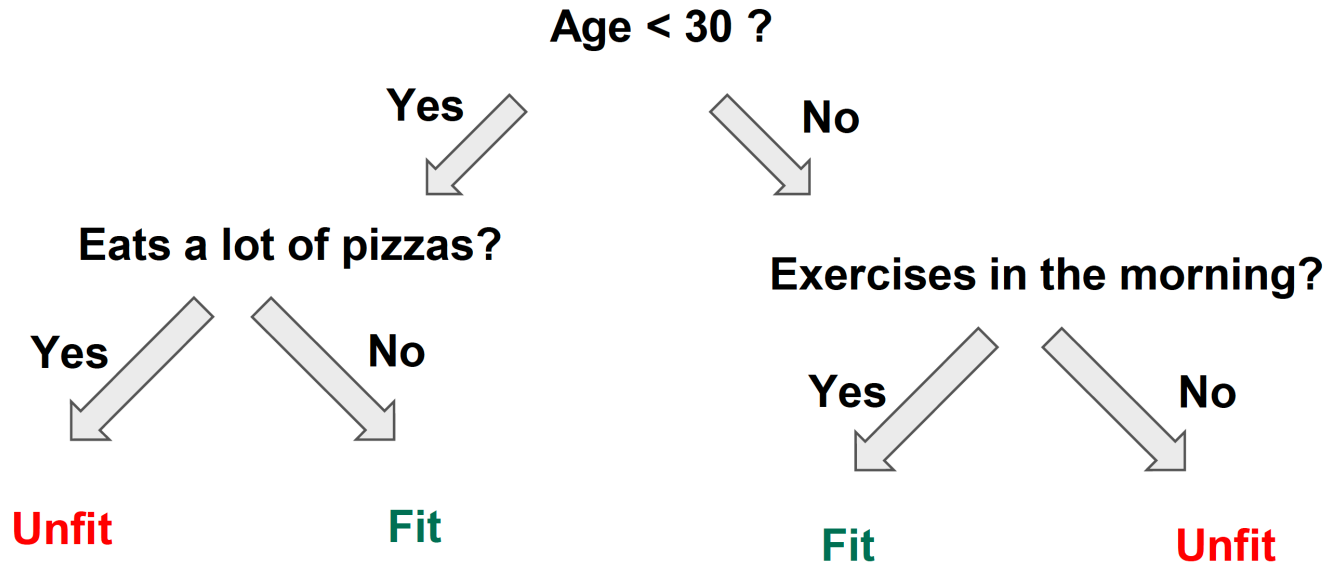 Age < 30 ?
Yes
No
Eats a lot of pizzas?
Exercises in the morning?
Yes
No
Yes
No
Unfit
Fit
Fit
Unfit